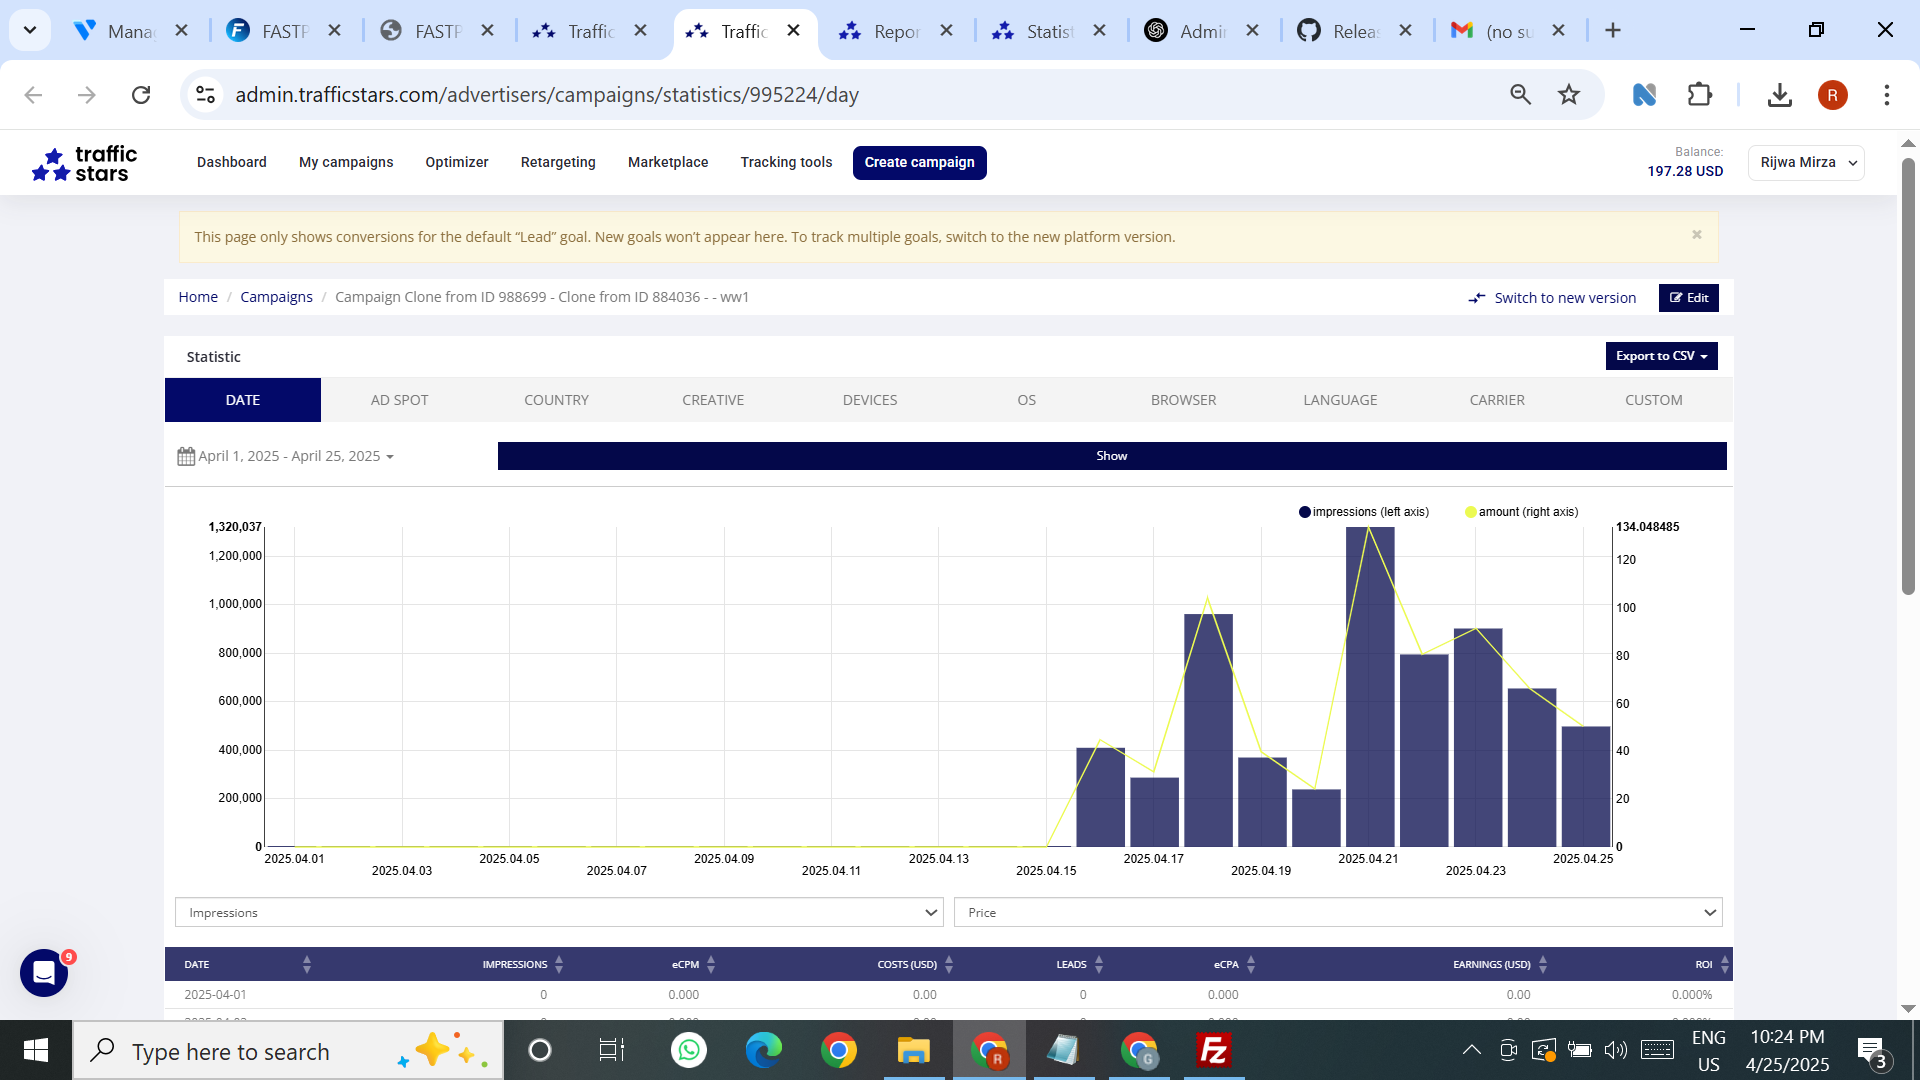 Manag
FASTP
FASTP
Traffic
Traffic
Repor
Statist
Admin
Releas
(no su
admin.trafficstars.com/advertisers/campaigns/statistics/995224/day
R
traffic stars
Dashboard
My campaigns
Optimizer
Retargeting
Marketplace
Tracking tools
Create campaign
Balance:
197.28 USD
Rijwa Mirza
This page only shows conversions for the default “Lead” goal. New goals won’t appear here. To track multiple goals, switch to the new platform version.
×
Home / Campaigns / Campaign Clone from ID 988699 - Clone from ID 884036 - - ww1
Switch to new version
Edit
Statistic
Export to CSV
DATE
AD SPOT
COUNTRY
CREATIVE
DEVICES
OS
BROWSER
LANGUAGE
CARRIER
CUSTOM
April 1, 2025 - April 25, 2025
Show
impressions (left axis)
amount (right axis)
1,320,037
1,200,000
1,000,000
800,000
600,000
400,000
200,000
0
134.048485
120
100
80
60
40
20
0
2025.04.01
2025.04.03
2025.04.05
2025.04.07
2025.04.09
2025.04.11
2025.04.13
2025.04.15
2025.04.17
2025.04.19
2025.04.21
2025.04.23
2025.04.25
Impressions
Price
DATE IMPRESSIONS eCPM COSTS (USD) LEADS eCPA EARNINGS (USD) ROI
2025-04-01 0 0.000 0.00 0 0.000 0.00 0.000%
9
Type here to search
R
G
ENG
US
10:24 PM
4/25/2025
3